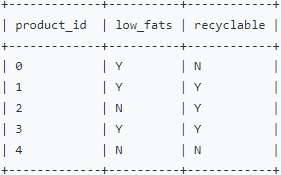 +-------------+----------+------------+
| product_id | low_fats | recyclable |
+-------------+----------+------------+
| 0 | Y | N |
| 1 | Y | Y |
| 2 | N | Y |
| 3 | Y | Y |
| 4 | N | N |
+-------------+----------+------------+